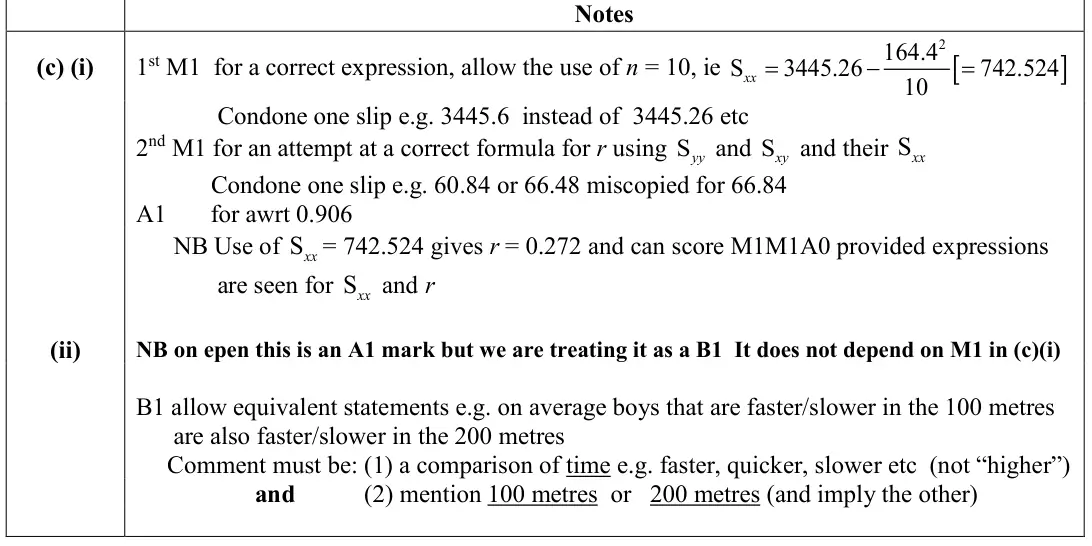 Notes
(c) (i) 1st M1 for a correct expression, allow the use of n = 10, ie Sxx = 3445.26 − 164.4²/10 [= 742.524]
Condone one slip e.g. 3445.6 instead of 3445.26 etc
2nd M1 for an attempt at a correct formula for r using Syy and Sxy and their Sxx
Condone one slip e.g. 60.84 or 66.48 miscopied for 66.84
A1 for awrt 0.906
NB Use of Sxx = 742.524 gives r = 0.272 and can score M1M1A0 provided expressions
are seen for Sxx and r
(ii) NB on epen this is an A1 mark but we are treating it as a B1 It does not depend on M1 in (c)(i)
B1 allow equivalent statements e.g. on average boys that are faster/slower in the 100 metres
are also faster/slower in the 200 metres
Comment must be: (1) a comparison of time e.g. faster, quicker, slower etc (not “higher”)
and (2) mention 100 metres or 200 metres (and imply the other)